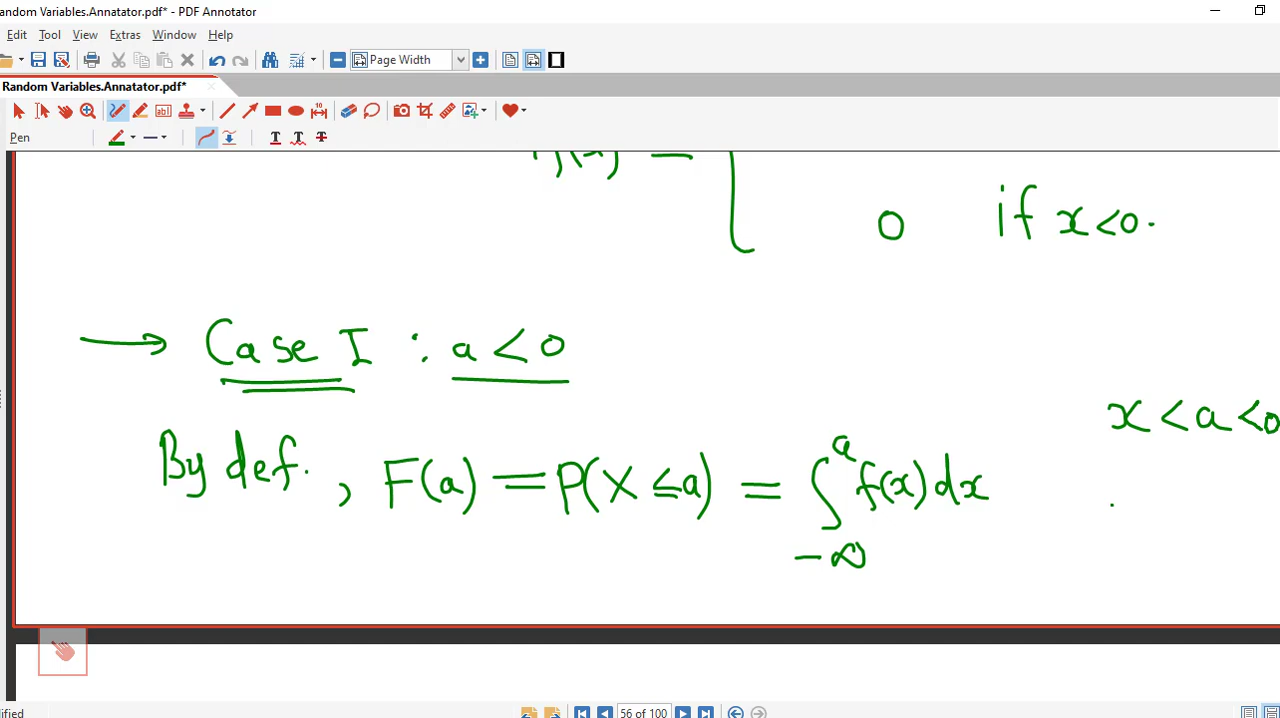 Random Variables.Annatator.pdf* - PDF Annotator
Edit Tool View Extras Window Help
Page Width
Random Variables.Annatator.pdf*
10
Pen
T T T
0 if x<0.
→ Case I : a<0
x<a<0
By def. , F(a) = P(X ≤ a) = ∫_{-∞}^{a} f(x) dx
56 of 100